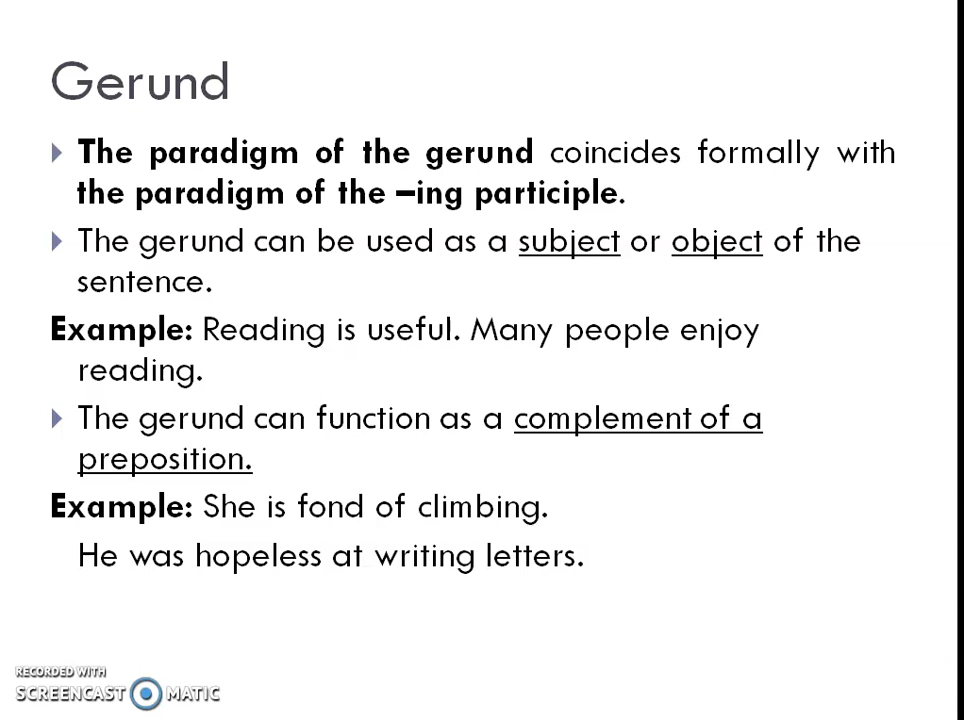 Gerund
The paradigm of the gerund coincides formally with
the paradigm of the –ing participle.
The gerund can be used as a subject or object of the
sentence.
Example: Reading is useful. Many people enjoy
reading.
The gerund can function as a complement of a
preposition.
Example: She is fond of climbing.
He was hopeless at writing letters.
RECORDED WITH
SCREENCAST MATIC